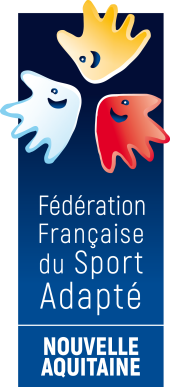 Fédération
Française
du Sport
Adapté
NOUVELLE
AQUITAINE